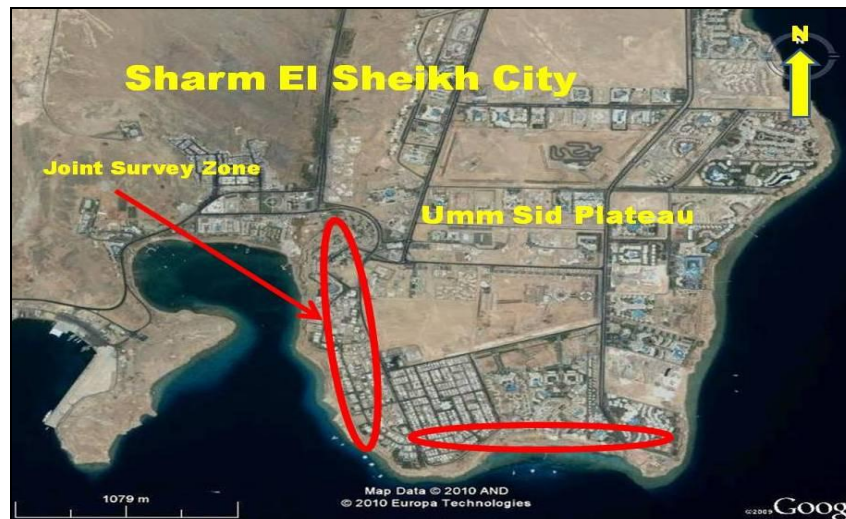 N
Sharm El Sheikh City
Joint Survey Zone
Umm Sid Plateau
1079 m
Map Data © 2010 AND
© 2010 Europa Technologies
©2009 Goog